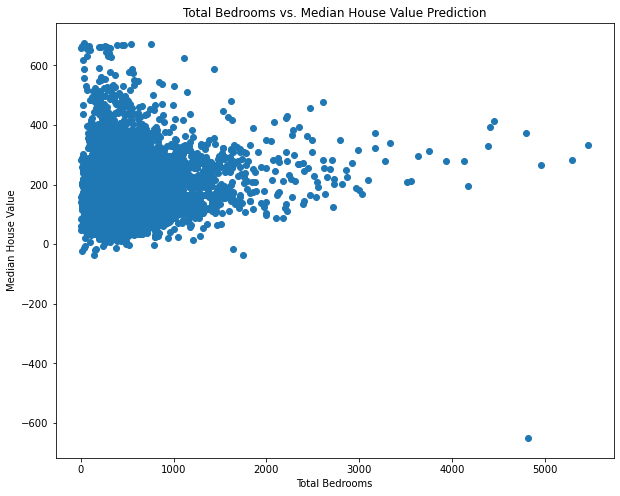 Total Bedrooms vs. Median House Value Prediction
600
400
200
0
−200
−400
−600
Median House Value
0 1000 2000 3000 4000 5000
Total Bedrooms